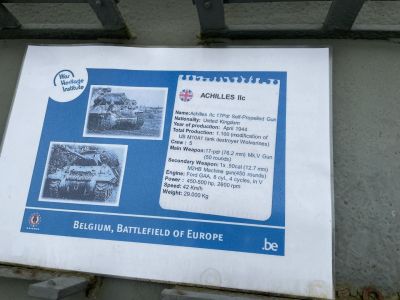 War
Heritage
Institute
ACHILLES IIc
Name:Achilles IIc 17Pdr Self-Propelled Gun
Nationality: United Kingdom
Year of production: April 1944
Total Production: 1.100 (modification of
US M10A1 tank destroyer Wolverines)
Crew : 5
Main Weapon:17-pdr (76.2 mm) Mk.V Gun
(50 rounds)
Secondary Weapon: 1x .50cal (12.7 mm)
M2HB Machine gun(450 rounds)
Engine: Ford GAA, 8 cyl., 4 cycles, in V
Power : 450-500 hp, 2600 rpm
Speed: 42 Km/h
Weight: 29.000 Kg
BELGIUM, BATTLEFIELD OF EUROPE
.be